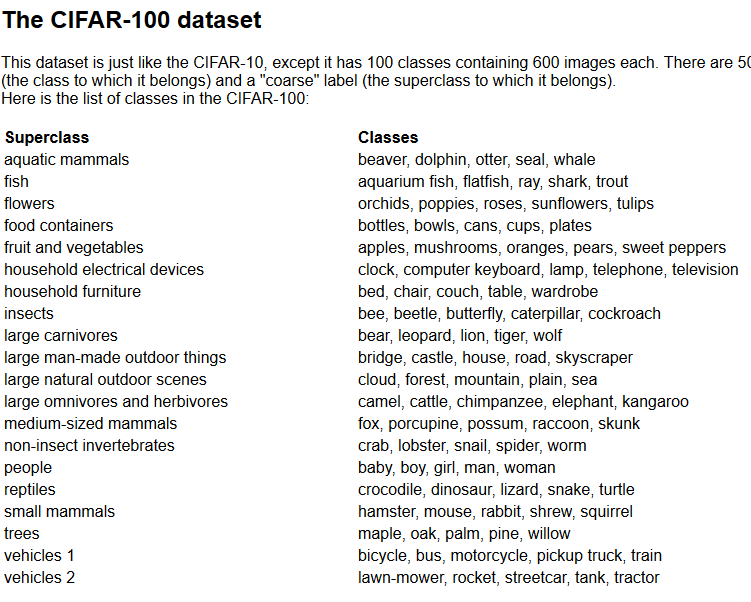 The CIFAR-100 dataset
This dataset is just like the CIFAR-10, except it has 100 classes containing 600 images each. There are
(the class to which it belongs) and a "coarse" label (the superclass to which it belongs).
Here is the list of classes in the CIFAR-100:
Superclass Classes
aquatic mammals beaver, dolphin, otter, seal, whale
fish aquarium fish, flatfish, ray, shark, trout
flowers orchids, poppies, roses, sunflowers, tulips
food containers bottles, bowls, cans, cups, plates
fruit and vegetables apples, mushrooms, oranges, pears, sweet peppers
household electrical devices clock, computer keyboard, lamp, telephone, television
household furniture bed, chair, couch, table, wardrobe
insects bee, beetle, butterfly, caterpillar, cockroach
large carnivores bear, leopard, lion, tiger, wolf
large man-made outdoor things bridge, castle, house, road, skyscraper
large natural outdoor scenes cloud, forest, mountain, plain, sea
large omnivores and herbivores camel, cattle, chimpanzee, elephant, kangaroo
medium-sized mammals fox, porcupine, possum, raccoon, skunk
non-insect invertebrates crab, lobster, snail, spider, worm
people baby, boy, girl, man, woman
reptiles crocodile, dinosaur, lizard, snake, turtle
small mammals hamster, mouse, rabbit, shrew, squirrel
trees maple, oak, palm, pine, willow
vehicles 1 bicycle, bus, motorcycle, pickup truck, train
vehicles 2 lawn-mower, rocket, streetcar, tank, tractor